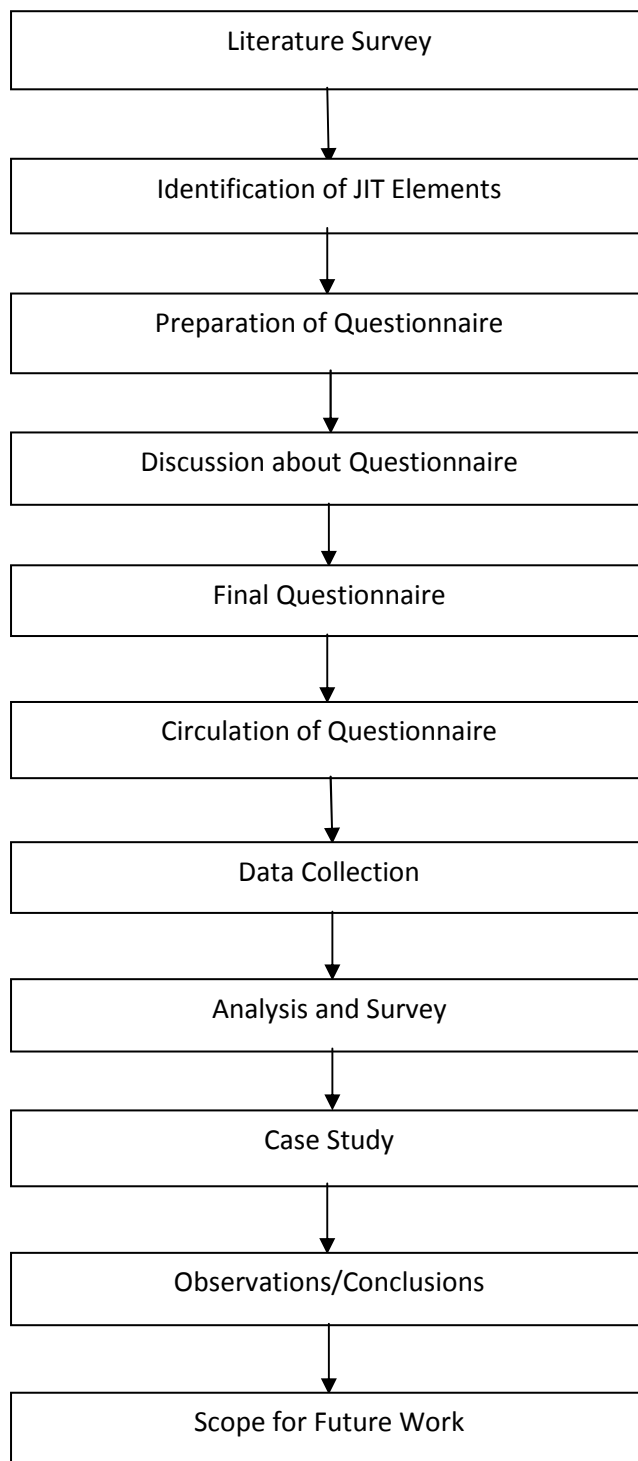 Literature Survey
Identification of JIT Elements
Preparation of Questionnaire
Discussion about Questionnaire
Final Questionnaire
Circulation of Questionnaire
Data Collection
Analysis and Survey
Case Study
Observations/Conclusions
Scope for Future Work